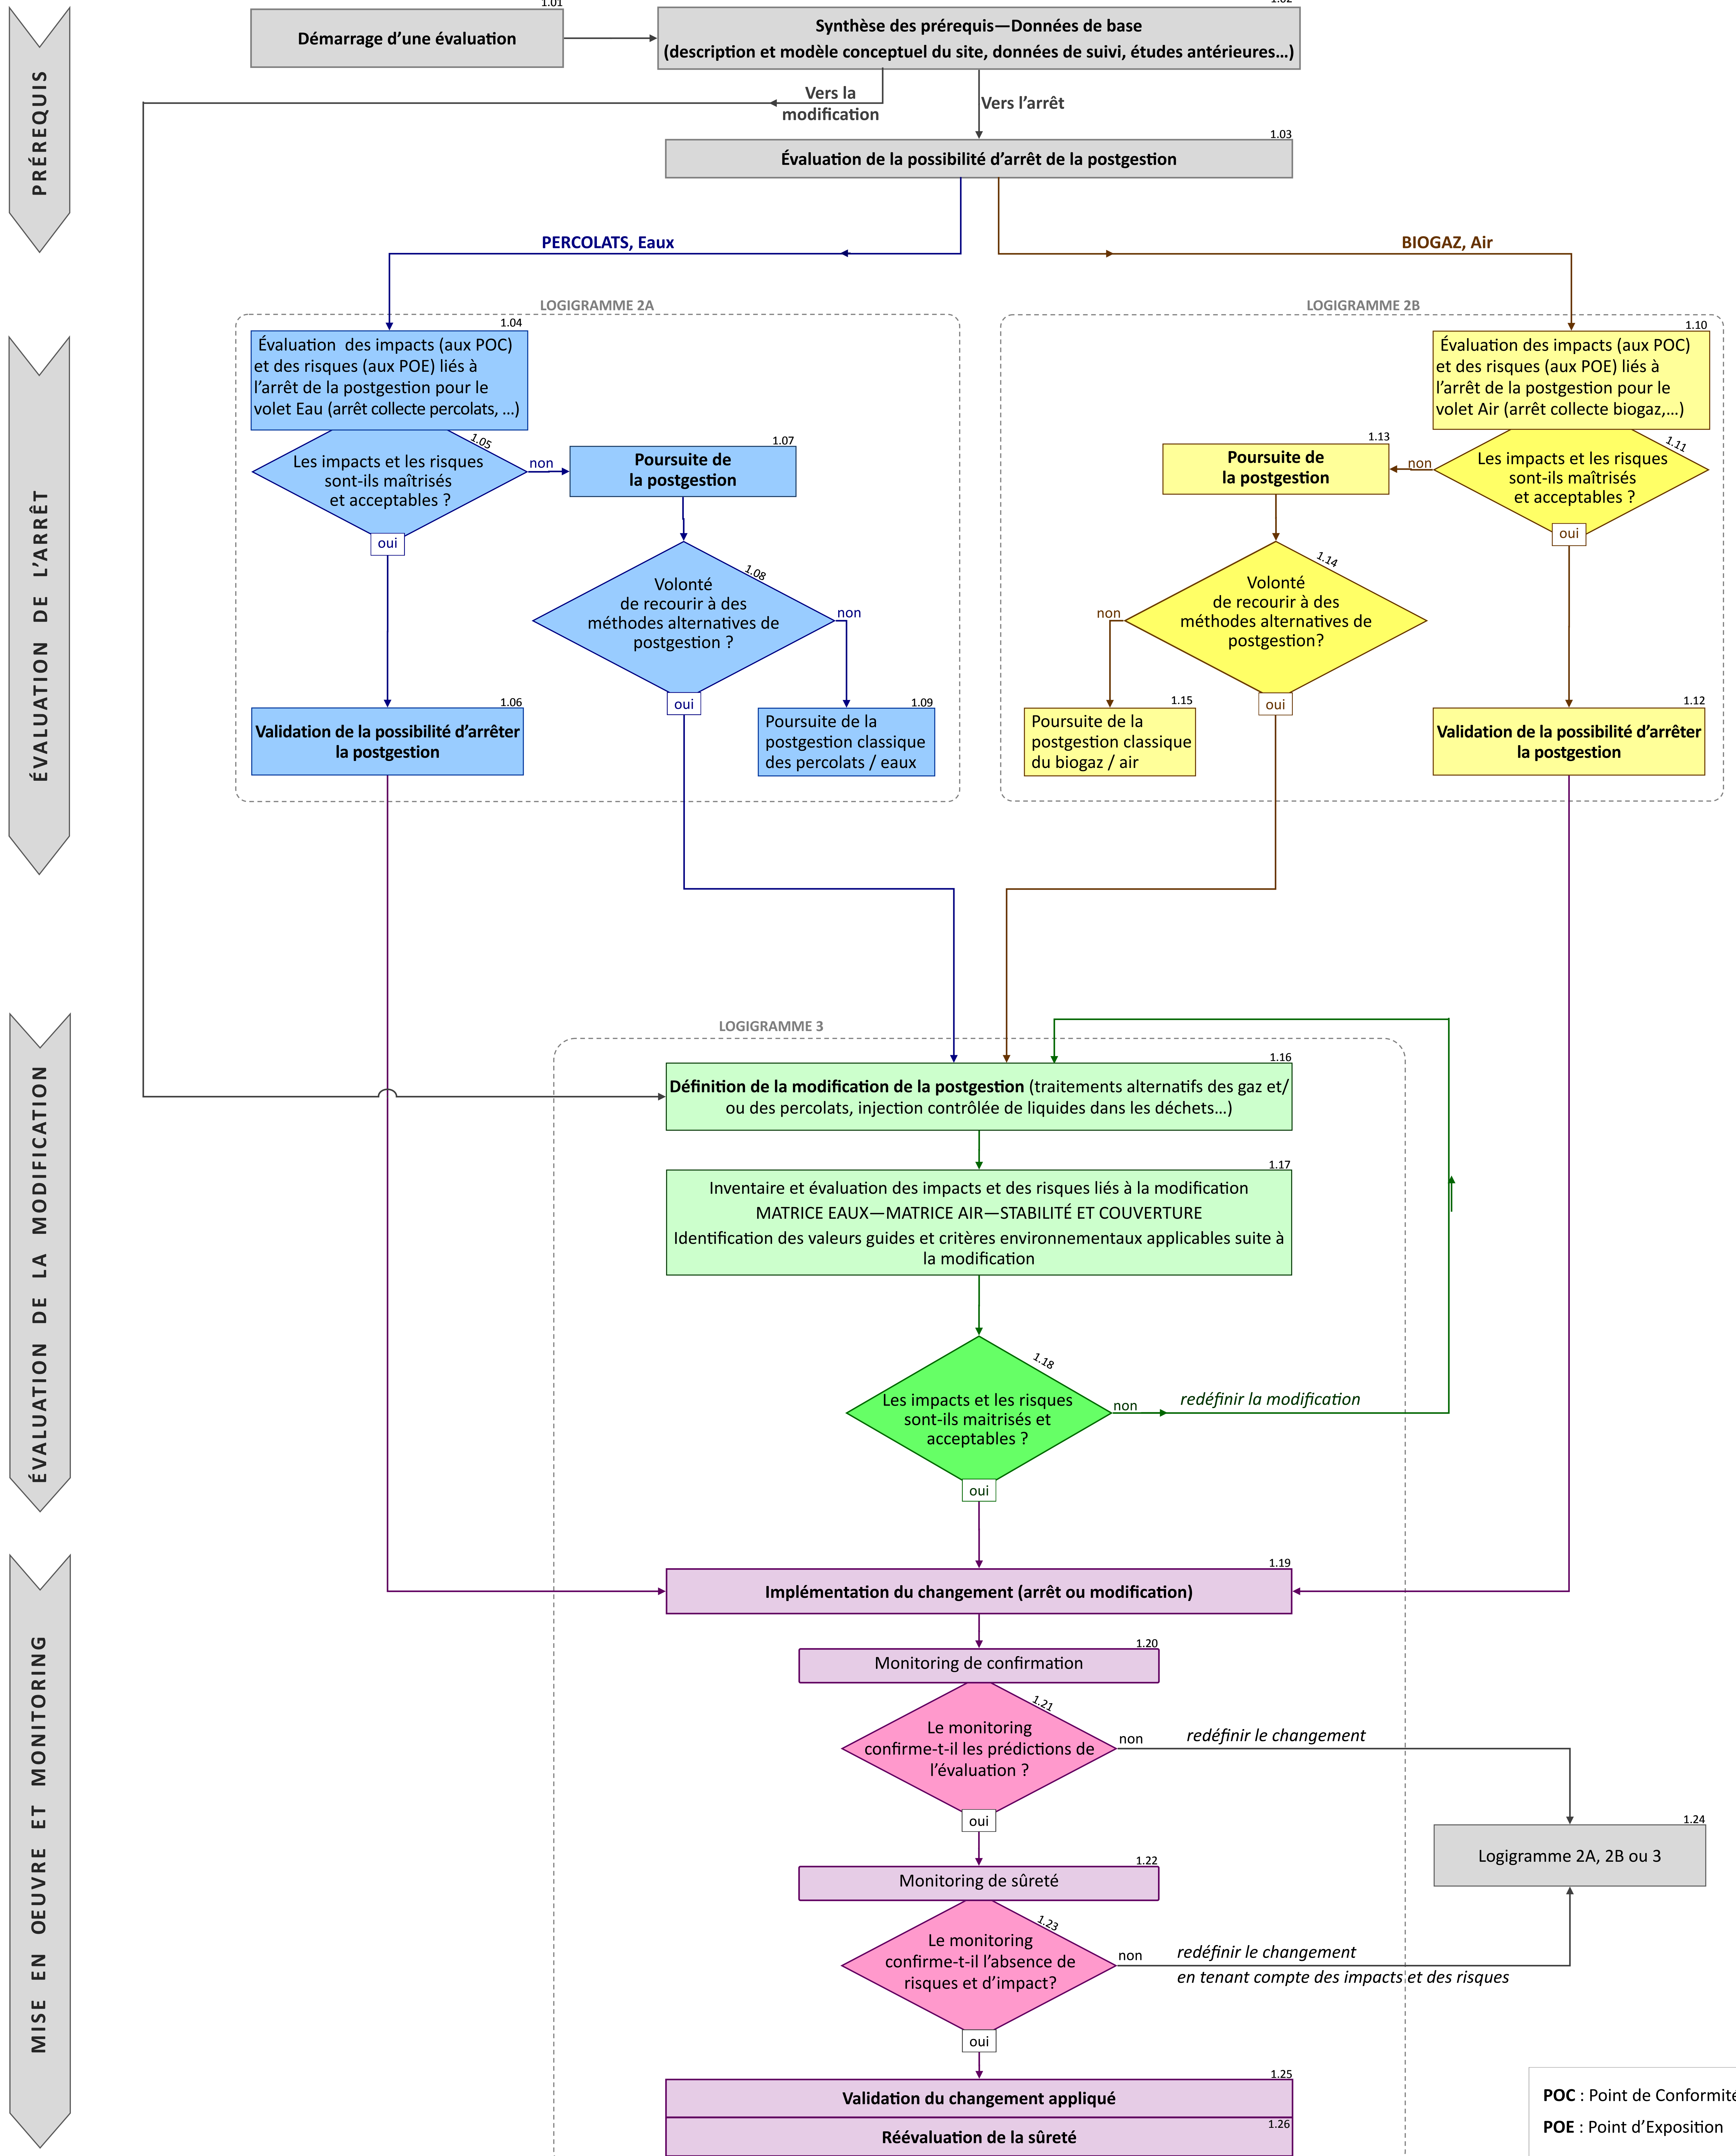 1.01
1.02
Démarrage d’une évaluation
Synthèse des prérequis—Données de base
(description et modèle conceptuel du site, données de suivi, études antérieures…)
PRÉREQUIS
Vers la
modification
Vers l’arrêt
1.03
Évaluation de la possibilité d’arrêt de la postgestion
PERCOLATS, Eaux
BIOGAZ, Air
ÉVALUATION DE L’ARRÊT
LOGIGRAMME 2A
1.04
Évaluation des impacts (aux POC)
et des risques (aux POE) liés à
l’arrêt de la postgestion pour le
volet Eau (arrêt collecte percolats, …)
1.05
Les impacts et les risques
sont-ils maîtrisés
et acceptables ?
non
oui
1.07
Poursuite de
la postgestion
1.08
Volonté
de recourir à des
méthodes alternatives de
postgestion ?
non
oui
1.06
Validation de la possibilité d’arrêter
la postgestion
1.09
Poursuite de la
postgestion classique
des percolats / eaux
LOGIGRAMME 2B
1.10
Évaluation des impacts (aux POC)
et des risques (aux POE) liés à
l’arrêt de la postgestion pour le
volet Air (arrêt collecte biogaz,…)
1.11
Les impacts et les risques
sont-ils maîtrisés
et acceptables ?
non
oui
1.13
Poursuite de
la postgestion
1.14
Volonté
de recourir à des
méthodes alternatives de
postgestion?
non
oui
1.15
Poursuite de la
postgestion classique
du biogaz / air
1.12
Validation de la possibilité d’arrêter
la postgestion
ÉVALUATION DE LA MODIFICATION
LOGIGRAMME 3
1.16
Définition de la modification de la postgestion (traitements alternatifs des gaz et/
ou des percolats, injection contrôlée de liquides dans les déchets…)
1.17
Inventaire et évaluation des impacts et des risques liés à la modification
MATRICE EAUX—MATRICE AIR—STABILITÉ ET COUVERTURE
Identification des valeurs guides et critères environnementaux applicables suite à
la modification
1.18
Les impacts et les risques
sont-ils maitrisés et
acceptables ?
non
redéfinir la modification
oui
MISE EN OEUVRE ET MONITORING
1.19
Implémentation du changement (arrêt ou modification)
1.20
Monitoring de confirmation
1.21
Le monitoring
confirme-t-il les prédictions de
l’évaluation ?
non
redéfinir le changement
oui
1.22
Monitoring de sûreté
1.23
Le monitoring
confirme-t-il l’absence de
risques et d’impact?
non
redéfinir le changement
en tenant compte des impacts et des risques
oui
1.24
Logigramme 2A, 2B ou 3
1.25
Validation du changement appliqué
1.26
Réévaluation de la sûreté
POC : Point de Conformité
POE : Point d’Exposition